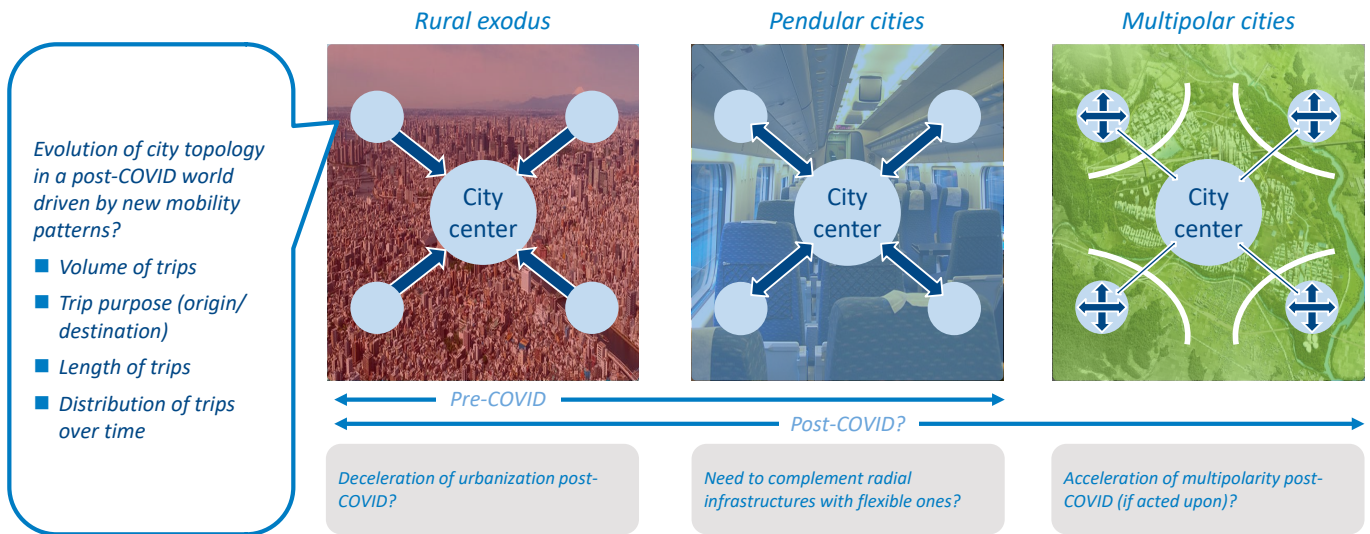 Rural exodus
Pendular cities
Multipolar cities
Evolution of city topology
in a post-COVID world
driven by new mobility
patterns?
Volume of trips
Trip purpose (origin/
destination)
Length of trips
Distribution of trips
over time
City
center
City
center
City
center
Pre-COVID
Post-COVID?
Deceleration of urbanization post-
COVID?
Need to complement radial
infrastructures with flexible ones?
Acceleration of multipolarity post-
COVID (if acted upon)?